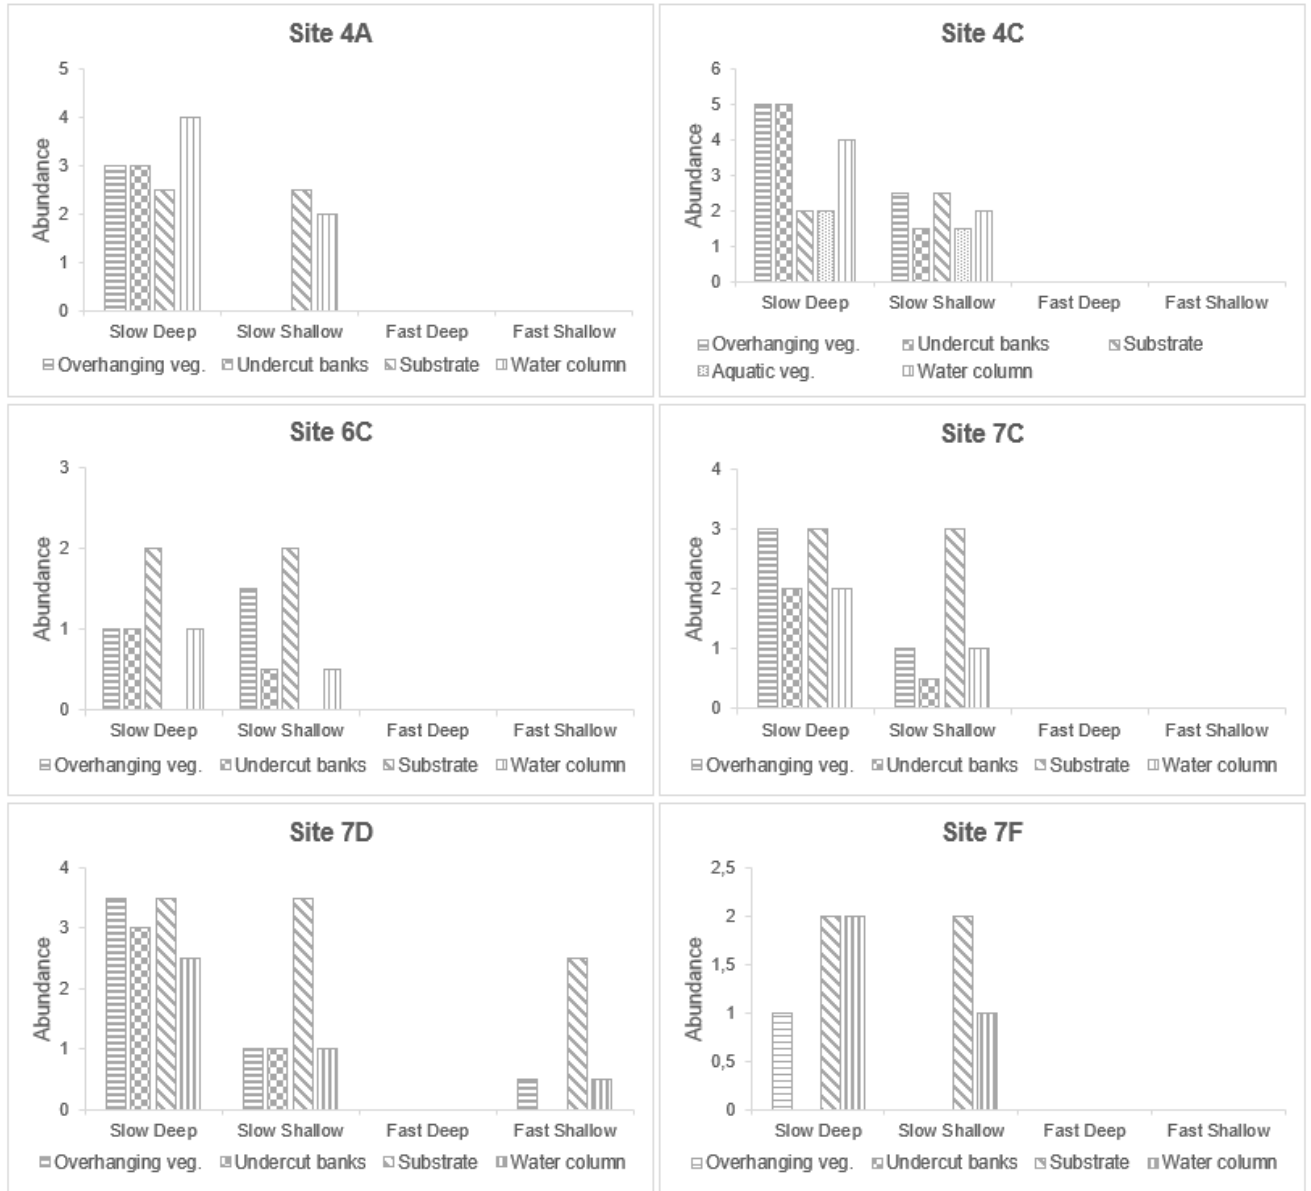 Site 4A
5
4
3
2
1
0
Abundance
Slow Deep Slow Shallow Fast Deep Fast Shallow
Overhanging veg. Undercut banks Substrate Water column
Site 4C
6
5
4
3
2
1
0
Abundance
Slow Deep Slow Shallow Fast Deep Fast Shallow
Overhanging veg. Undercut banks Substrate
Aquatic veg. Water column
Site 6C
3
2
1
0
Abundance
Slow Deep Slow Shallow Fast Deep Fast Shallow
Overhanging veg. Undercut banks Substrate Water column
Site 7C
4
3
2
1
0
Abundance
Slow Deep Slow Shallow Fast Deep Fast Shallow
Overhanging veg. Undercut banks Substrate Water column
Site 7D
4
3
2
1
0
Abundance
Slow Deep Slow Shallow Fast Deep Fast Shallow
Overhanging veg. Undercut banks Substrate Water column
Site 7F
2,5
2
1,5
1
0,5
0
Abundance
Slow Deep Slow Shallow Fast Deep Fast Shallow
Overhanging veg. Undercut banks Substrate Water column